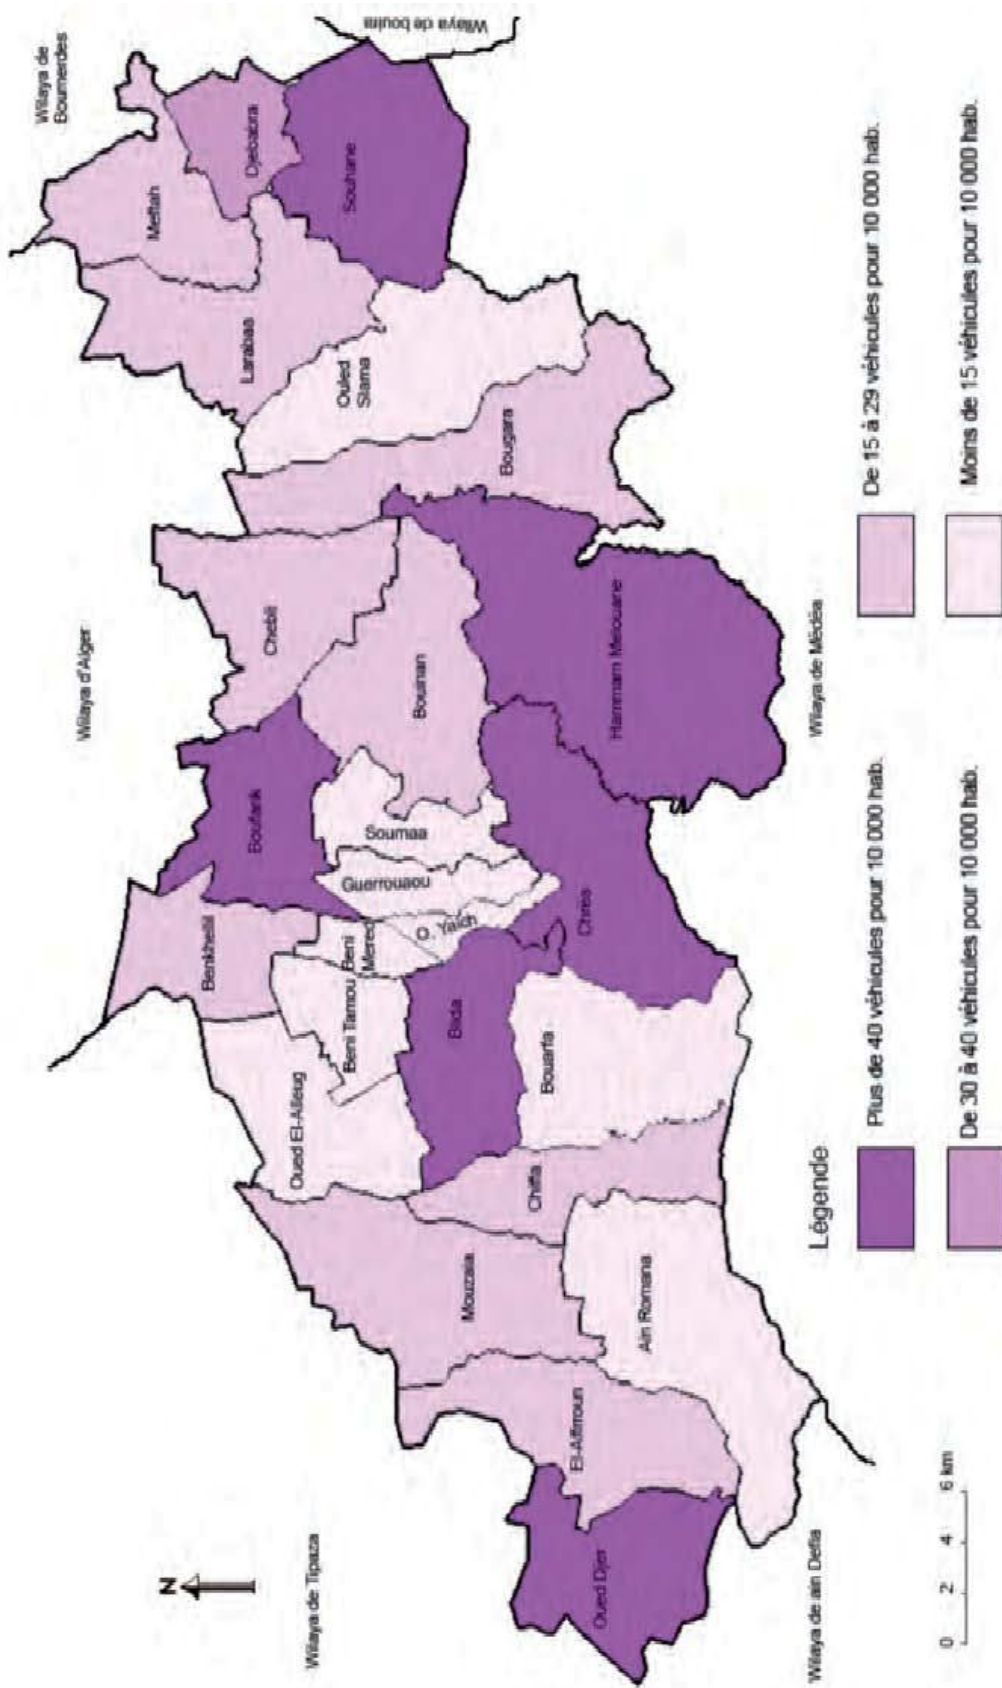 Wilaya de
Boumerdes
Wilaya de bouira
Wilaya d'Alger
Wilaya de Tipaza
N
Meftah
Djebabra
Souhane
Larabaa
Ouled
Slama
Bougara
Chebli
Bouinan
Hammam Melouane
Boufarik
Soumaa
Guerrouaou
O. Yaich
Chréa
Benkhelil
Beni
Mered
Beni Tamou
Blida
Bouarfa
Oued El-Alleug
Chiffa
Mouzaia
Ain Romana
El-Affroun
Oued Djer
Wilaya de Médéa
Wilaya de ain Defla
0 2 4 6 km
Légende
Plus de 40 véhicules pour 10 000 hab.
De 30 à 40 véhicules pour 10 000 hab.
De 15 à 29 véhicules pour 10 000 hab.
Moins de 15 véhicules pour 10 000 hab.